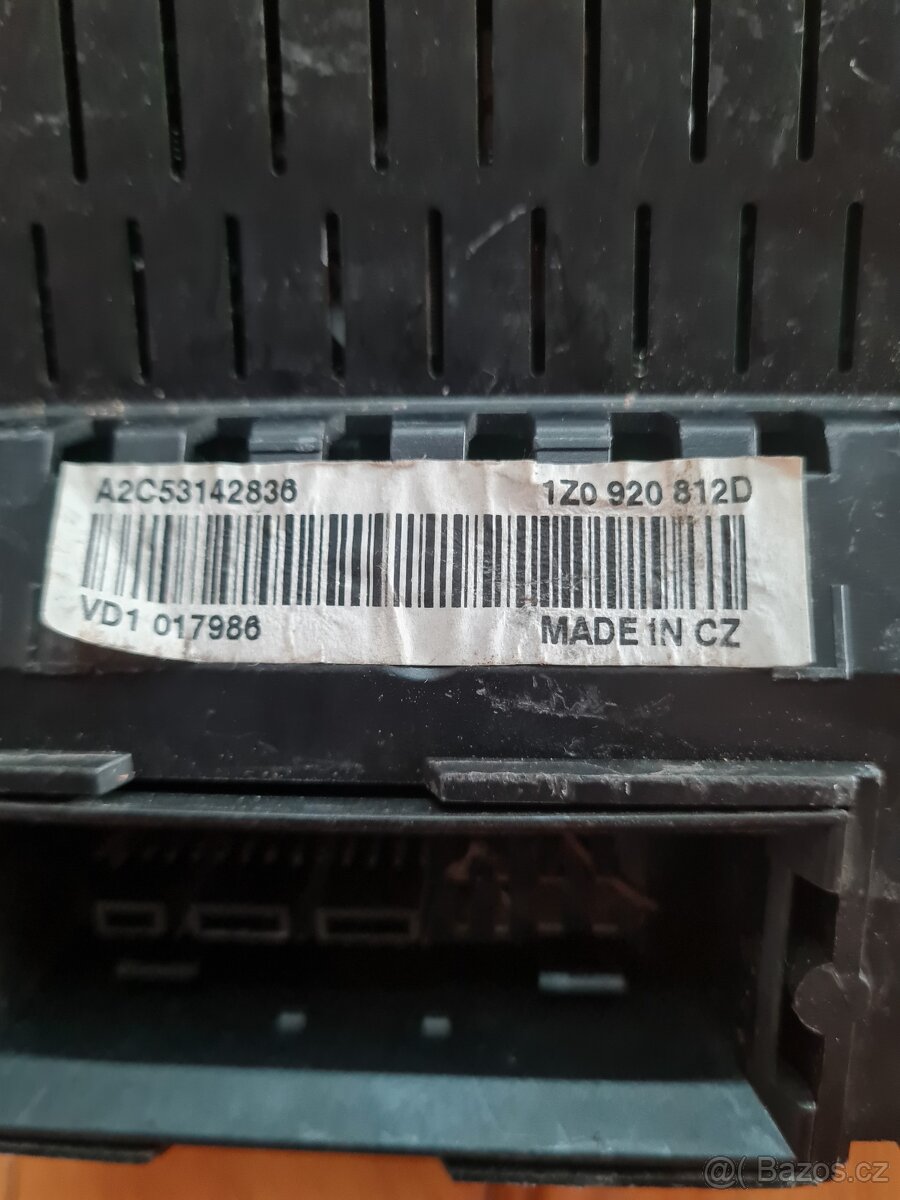 A2C53142836 1Z0 920 812D
VD1 017986 MADE IN CZ
@( Bazos.cz